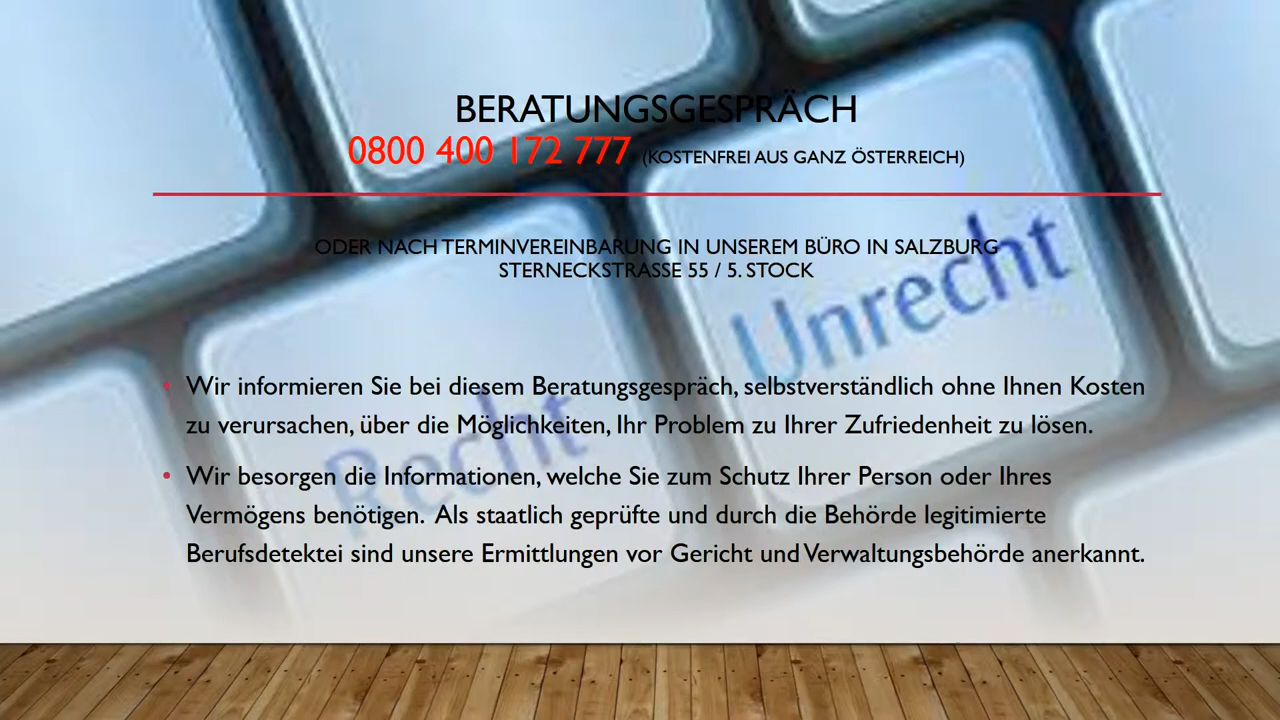 BERATUNGSGESPRÄCH
0800 400 172 777 (KOSTENFREI AUS GANZ ÖSTERREICH)
ODER NACH TERMINVEREINBARUNG IN UNSEREM BÜRO IN SALZBURG
STERNECKSTRASSE 55 / 5. STOCK
Unrecht
Recht
• Wir informieren Sie bei diesem Beratungsgespräch, selbstverständlich ohne Ihnen Kosten
zu verursachen, über die Möglichkeiten, Ihr Problem zu Ihrer Zufriedenheit zu lösen.
• Wir besorgen die Informationen, welche Sie zum Schutz Ihrer Person oder Ihres
Vermögens benötigen. Als staatlich geprüfte und durch die Behörde legitimierte
Berufsdetektei sind unsere Ermittlungen vor Gericht und Verwaltungsbehörde anerkannt.